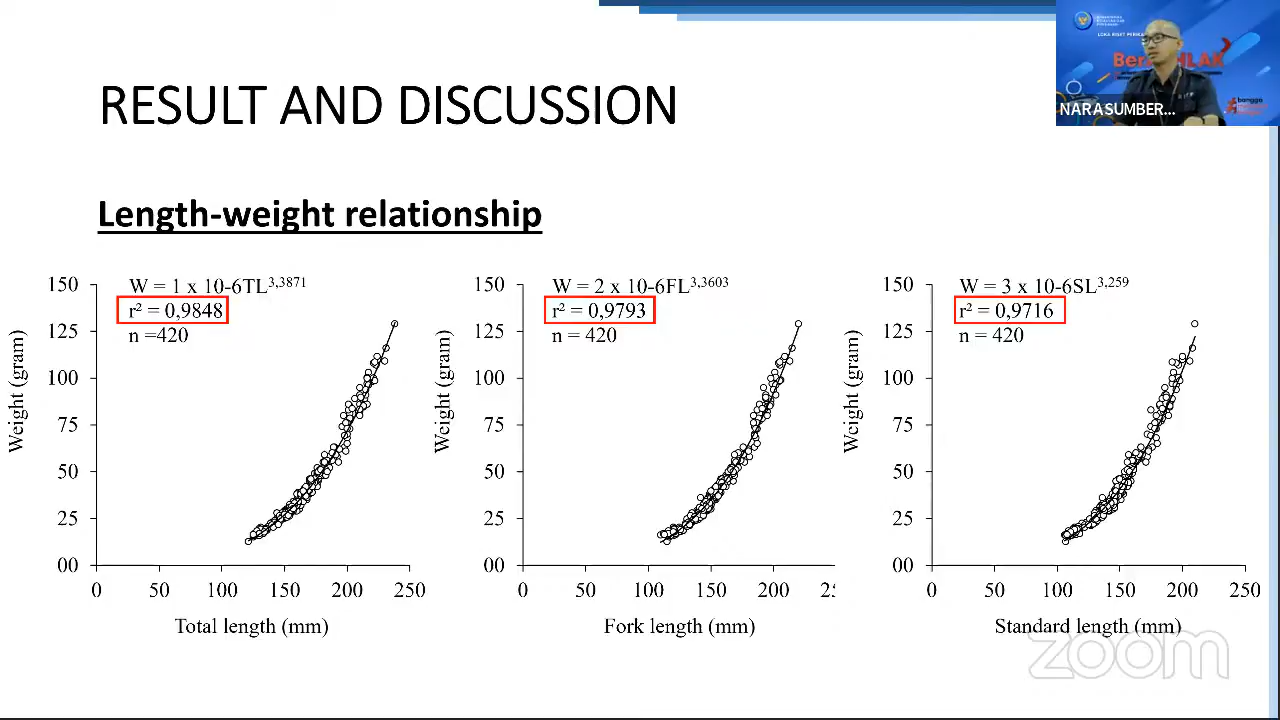 RESULT AND DISCUSSION
NARASUMBER...
Length-weight relationship
W = 1 x 10-6TL3,3871
r² = 0,9848
n =420
150
125
100
75
50
25
00
0 50 100 150 200 250
Weight (gram)
Total length (mm)
W = 2 x 10-6FL3,3603
r² = 0,9793
n = 420
150
125
100
75
50
25
00
0 50 100 150 200
Weight (gram)
Fork length (mm)
W = 3 x 10-6SL3,259
r² = 0,9716
n = 420
150
125
100
75
50
25
00
0 50 100 150 200 250
Weight (gram)
Standard length (mm)
zoom